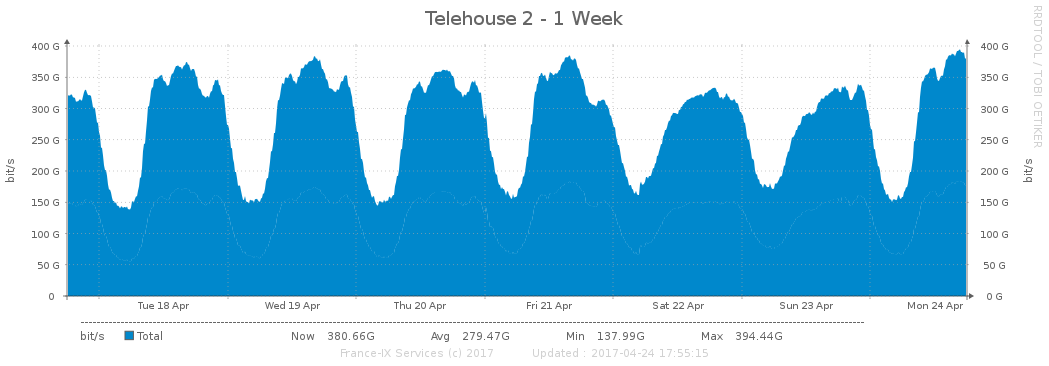 Telehouse 2 - 1 Week
RRDTOOL / TOBI OETIKER
400 G 400 G
350 G 350 G
300 G 300 G
250 G 250 G
200 G 200 G
150 G 150 G
100 G 100 G
50 G 50 G
0 0 G
bit/s bit/s
Tue 18 Apr Wed 19 Apr Thu 20 Apr Fri 21 Apr Sat 22 Apr Sun 23 Apr Mon 24 Apr
bit/s Total Now 380.66G Avg 279.47G Min 137.99G Max 394.44G
France-IX Services (c) 2017 Updated : 2017-04-24 17:55:15